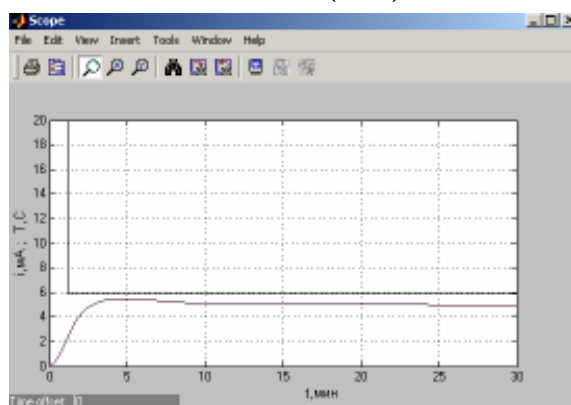 Scope
File Edit View Insert Tools Window Help
20
18
16
14
12
10
8
6
4
2
0
i,мА ; T,C
0 5 10 15 20 25 30
t,мин
Time offset: 0